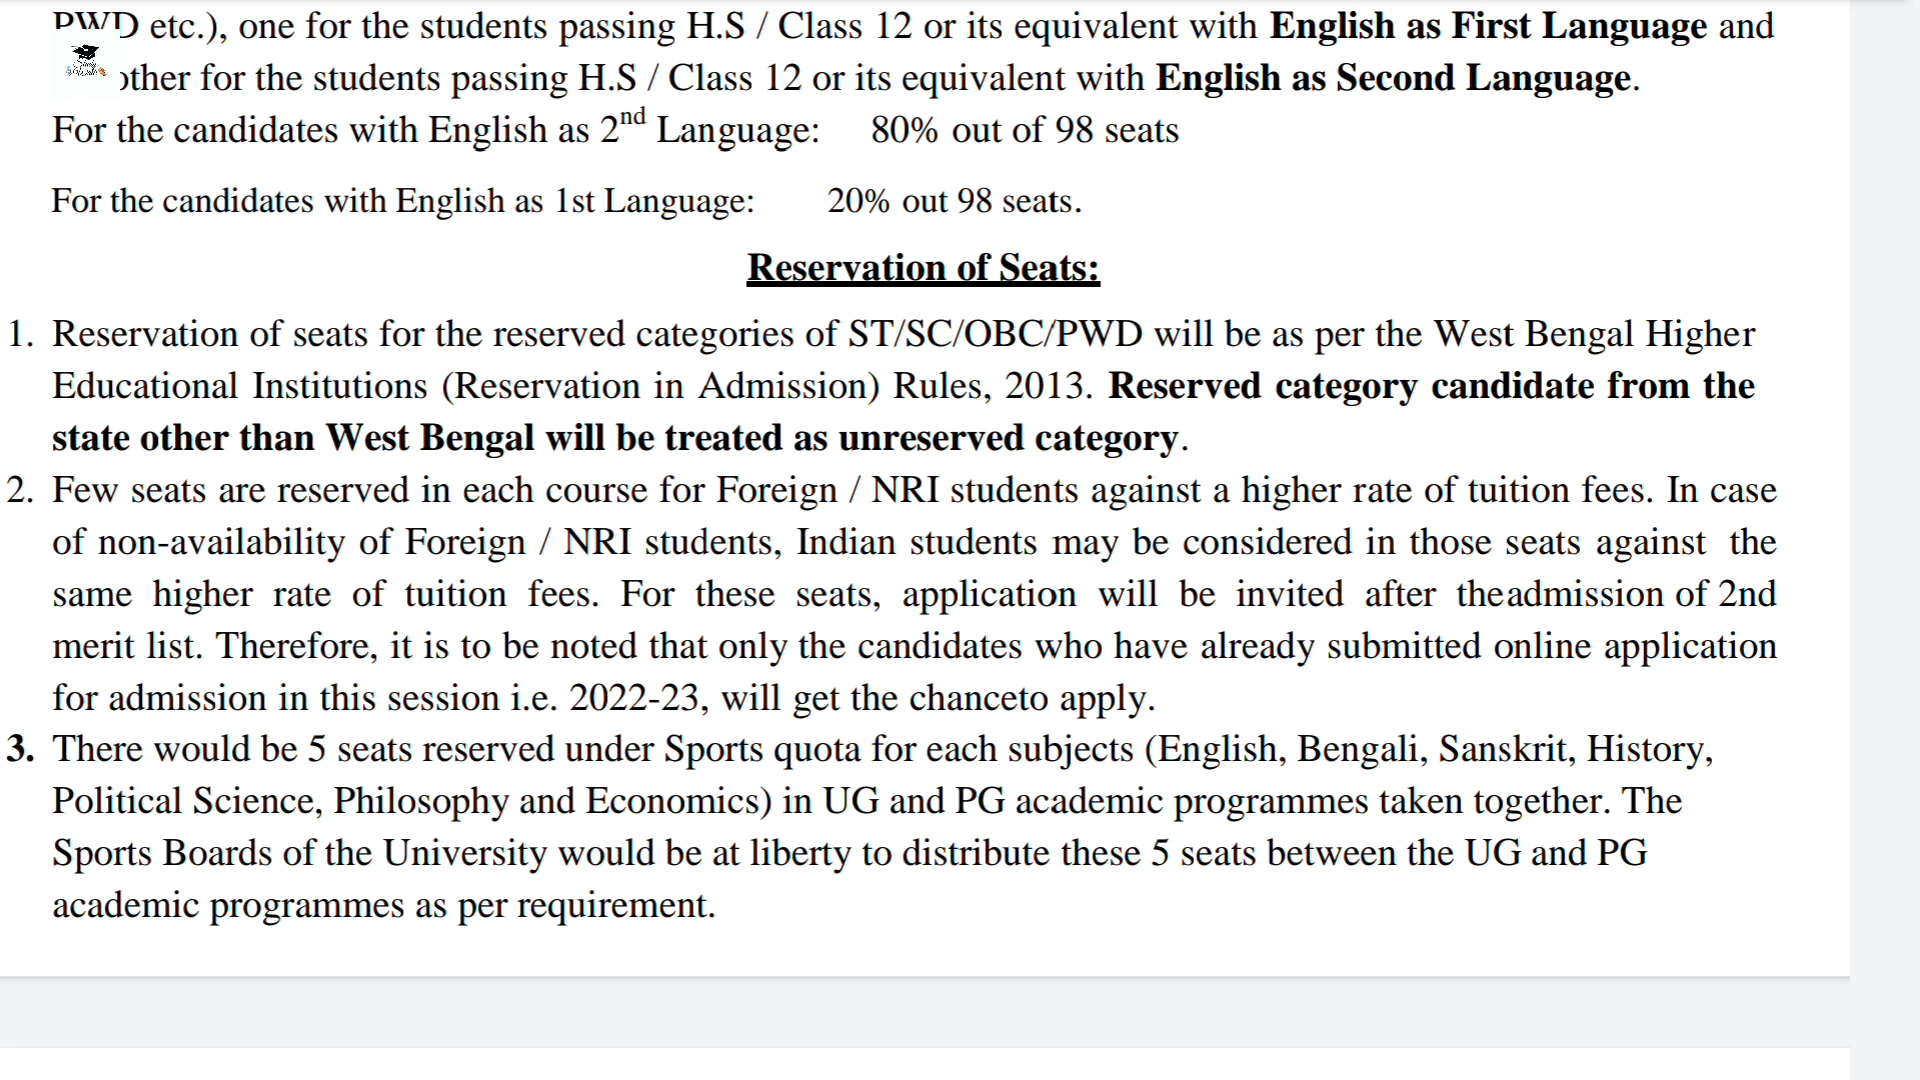 PWD etc.), one for the students passing H.S / Class 12 or its equivalent with English as First Language and
other for the students passing H.S / Class 12 or its equivalent with English as Second Language.
For the candidates with English as 2nd Language: 80% out of 98 seats
For the candidates with English as 1st Language: 20% out 98 seats.
Reservation of Seats:
1. Reservation of seats for the reserved categories of ST/SC/OBC/PWD will be as per the West Bengal Higher
Educational Institutions (Reservation in Admission) Rules, 2013. Reserved category candidate from the
state other than West Bengal will be treated as unreserved category.
2. Few seats are reserved in each course for Foreign / NRI students against a higher rate of tuition fees. In case
of non-availability of Foreign / NRI students, Indian students may be considered in those seats against the
same higher rate of tuition fees. For these seats, application will be invited after theadmission of 2nd
merit list. Therefore, it is to be noted that only the candidates who have already submitted online application
for admission in this session i.e. 2022-23, will get the chanceto apply.
3. There would be 5 seats reserved under Sports quota for each subjects (English, Bengali, Sanskrit, History,
Political Science, Philosophy and Economics) in UG and PG academic programmes taken together. The
Sports Boards of the University would be at liberty to distribute these 5 seats between the UG and PG
academic programmes as per requirement.